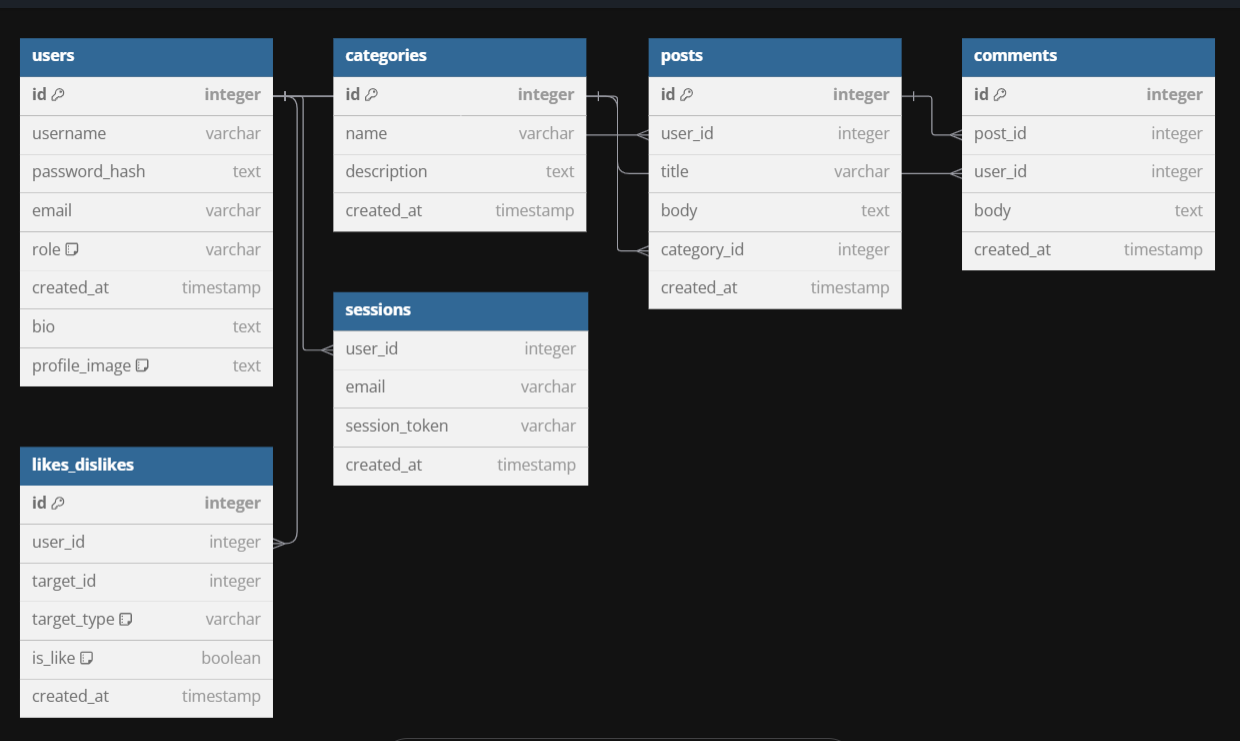 users
id integer
username varchar
password_hash text
email varchar
role varchar
created_at timestamp
bio text
profile_image text
categories
id integer
name varchar
description text
created_at timestamp
posts
id integer
user_id integer
title varchar
body text
category_id integer
created_at timestamp
comments
id integer
post_id integer
user_id integer
body text
created_at timestamp
sessions
user_id integer
email varchar
session_token varchar
created_at timestamp
likes_dislikes
id integer
user_id integer
target_id integer
target_type varchar
is_like boolean
created_at timestamp